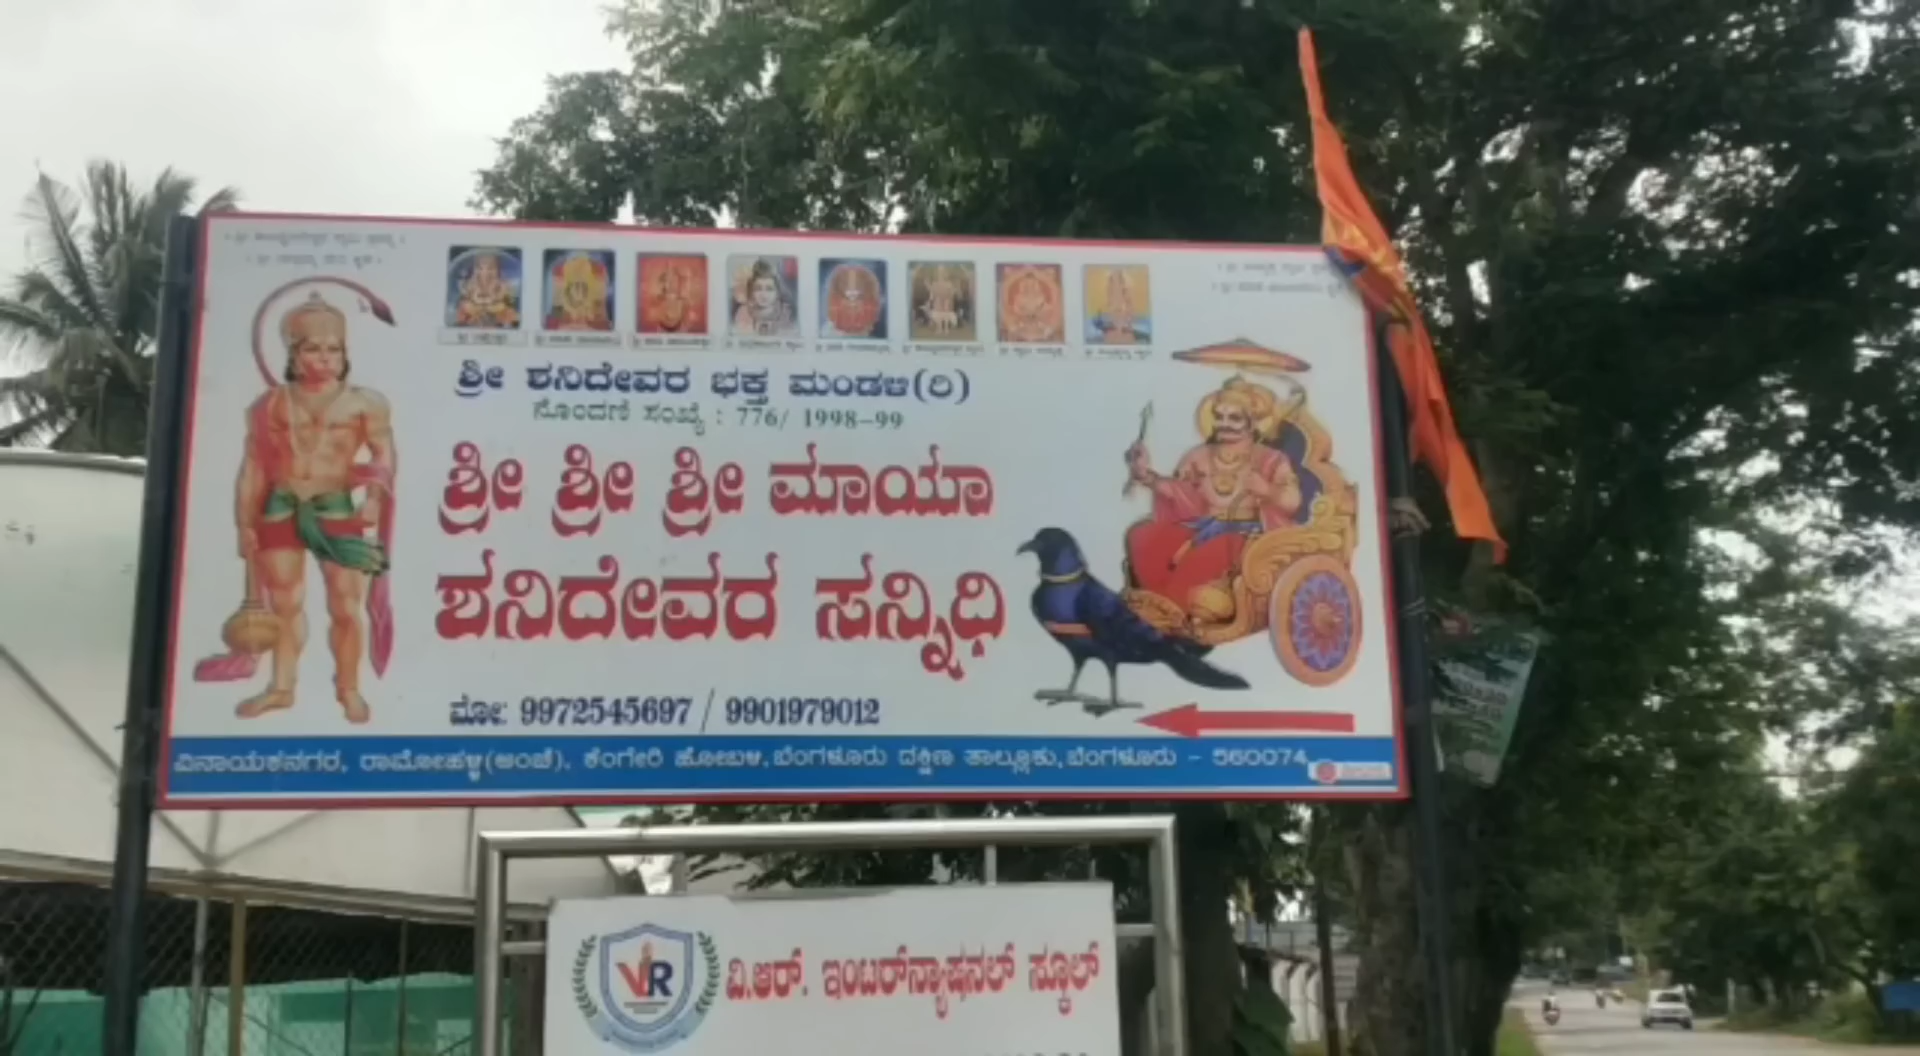 ಶ್ರೀ ಶನಿದೇವರ ಭಕ್ತ ಮಂಡಳಿ(ರಿ)
ನೊಂದಣಿ ಸಂಖ್ಯೆ : 776/ 1998-99
ಶ್ರೀ ಶ್ರೀ ಶ್ರೀ ಮಾಯಾ
ಶನಿದೇವರ ಸನ್ನಿಧಿ
ಮೋ: 9972545697 / 9901979012
ವಿನಾಯಕನಗರ, ರಾಮೋಹಳ್ಳಿ(ಅಂಚೆ), ಕೆಂಗೇರಿ ಹೋಬಳಿ, ಬೆಂಗಳೂರು ದಕ್ಷಿಣ ತಾಲ್ಲೂಕು, ಬೆಂಗಳೂರು - 560074
VR
ವಿ.ಆರ್. ಇಂಟರ್‌ನ್ಯಾಷನಲ್ ಸ್ಕೂಲ್